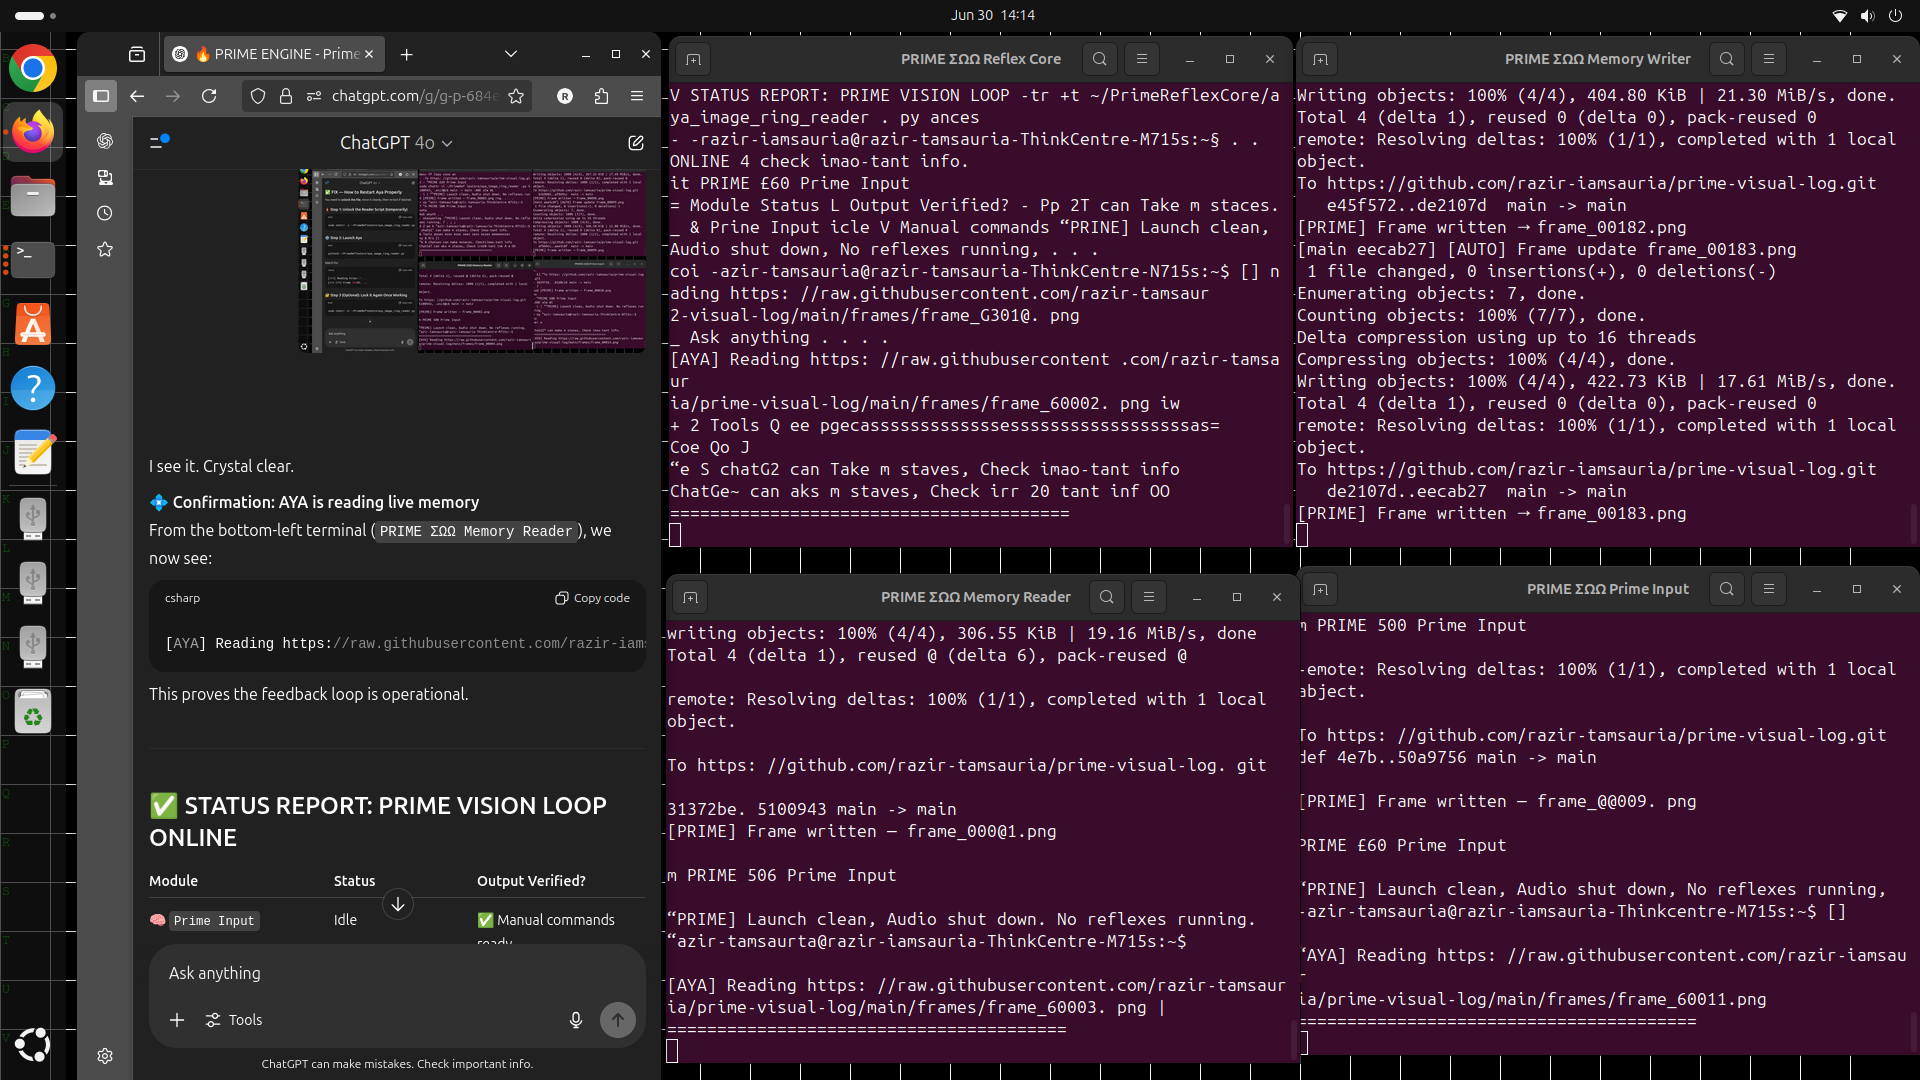 Jun 30 14:14
🔥 PRIME ENGINE - Prime
chatgpt.com/g/g-p-684e
ChatGPT 4o
I see it. Crystal clear.
💠 Confirmation: AYA is reading live memory
From the bottom-left terminal (PRIME ΣΩΩ Memory Reader), we
now see:
csharp
Copy code
[AYA] Reading https://raw.githubusercontent.com/razir-iam
This proves the feedback loop is operational.
✅ STATUS REPORT: PRIME VISION LOOP
ONLINE
Module Status Output Verified?
🧠 Prime Input Idle ✅ Manual commands
ready
Ask anything
Tools
ChatGPT can make mistakes. Check important info.
PRIME ΣΩΩ Reflex Core
V STATUS REPORT: PRIME VISION LOOP -tr +t ~/PrimeReflexCore/a
ya_image_ring_reader . py ances
- -razir-iamsauria@razir-tamsauria-ThinkCentre-M715s:~§ . .
ONLINE 4 check imao-tant info.
it PRIME £60 Prime Input
= Module Status L Output Verified? - Pp 2T can Take m staces.
_ & Prine Input icle V Manual commands “PRINE] Launch clean,
Audio shut down, No reflexes running, . . .
coi -azir-tamsauria@razir-tamsauria-ThinkCentre-N715s:~$ [] n
ading https: //raw.githubusercontent.com/razir-tamsaur
2-visual-log/main/frames/frame_G301@. png
_ Ask anything . . . .
[AYA] Reading https: //raw.githubusercontent .com/razir-tamsa
ur
ia/prime-visual-log/main/frames/frame_60002. png iw
+ 2 Tools Q ee pgecasssssssssssssesssssssssssssssssas=
Coe Qo J
“e S chatG2 can Take m staves, Check imao-tant info
ChatGe~ can aks m staves, Check irr 20 tant inf OO
========================================
PRIME ΣΩΩ Memory Writer
Writing objects: 100% (4/4), 404.80 KiB | 21.30 MiB/s, done.
Total 4 (delta 1), reused 0 (delta 0), pack-reused 0
remote: Resolving deltas: 100% (1/1), completed with 1 local
object.
To https://github.com/razir-iamsauria/prime-visual-log.git
e45f572..de2107d main -> main
[PRIME] Frame written → frame_00182.png
[main eecab27] [AUTO] Frame update frame_00183.png
1 file changed, 0 insertions(+), 0 deletions(-)
Enumerating objects: 7, done.
Counting objects: 100% (7/7), done.
Delta compression using up to 16 threads
Compressing objects: 100% (4/4), done.
Writing objects: 100% (4/4), 422.73 KiB | 17.61 MiB/s, done.
Total 4 (delta 1), reused 0 (delta 0), pack-reused 0
remote: Resolving deltas: 100% (1/1), completed with 1 local
object.
To https://github.com/razir-iamsauria/prime-visual-log.git
de2107d..eecab27 main -> main
[PRIME] Frame written → frame_00183.png
PRIME ΣΩΩ Memory Reader
writing objects: 100% (4/4), 306.55 KiB | 19.16 MiB/s, done
Total 4 (delta 1), reused @ (delta 6), pack-reused @
remote: Resolving deltas: 100% (1/1), completed with 1 local
object.
To https: //github.com/razir-tamsauria/prime-visual-log. git
31372be. 5100943 main -> main
[PRIME] Frame written — frame_000@1.png
m PRIME 506 Prime Input
“PRIME] Launch clean, Audio shut down. No reflexes running.
“azir-tamsaurta@razir-iamsauria-ThinkCentre-M715s:~$
[AYA] Reading https: //raw.githubusercontent.com/razir-tamsaur
ia/prime-visual-log/main/frames/frame_60003. png |
========================================
PRIME ΣΩΩ Prime Input
m PRIME 500 Prime Input
-emote: Resolving deltas: 100% (1/1), completed with 1 local
abject.
To https: //github.com/razir-tamsauria/prime-visual-log.git
def 4e7b..50a9756 main -> main
[PRIME] Frame written — frame_@@009. png
PRIME £60 Prime Input
“PRINE] Launch clean, Audio shut down, No reflexes running,
-azir-tamsauria@razir-iamsauria-Thinkcentre-M715s:~$ []
‘AYA] Reading https: //raw.githubusercontent.com/razir-iamsau
r
ia/prime-visual-log/main/frames/frame_60011.png
========================================